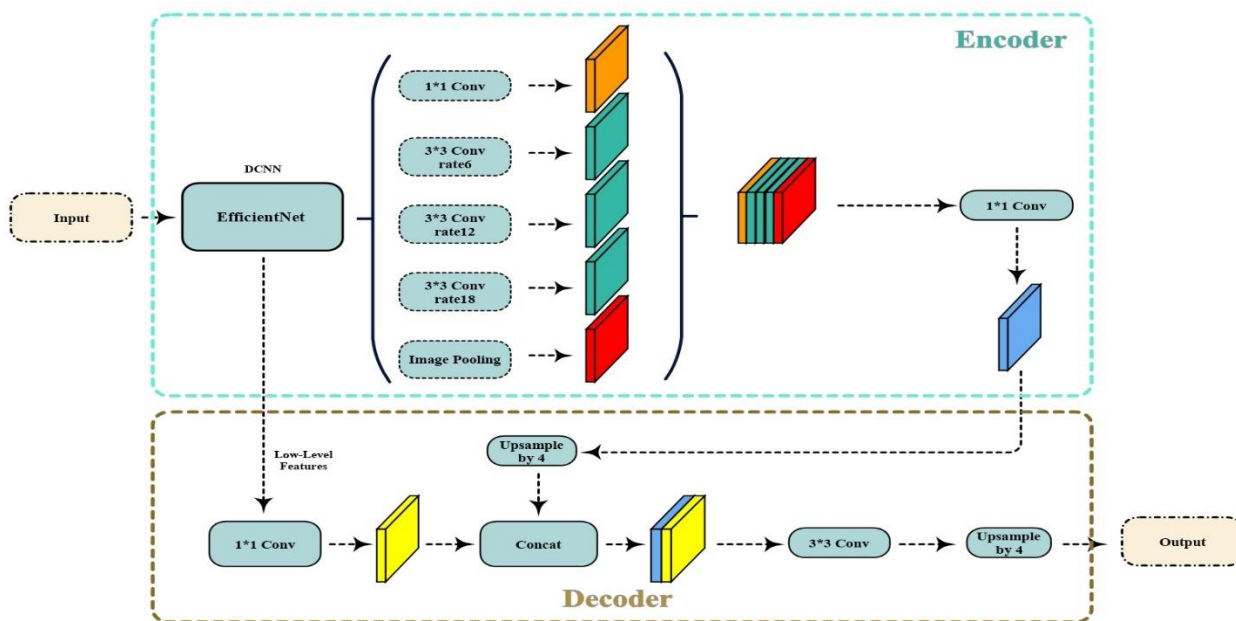 Encoder
1*1 Conv
3*3 Conv
rate6
DCNN
Input
EfficientNet
3*3 Conv
rate12
1*1 Conv
3*3 Conv
rate18
Image Pooling
Low-Level
Features
Upsample
by 4
1*1 Conv
Concat
3*3 Conv
Upsample
by 4
Output
Decoder